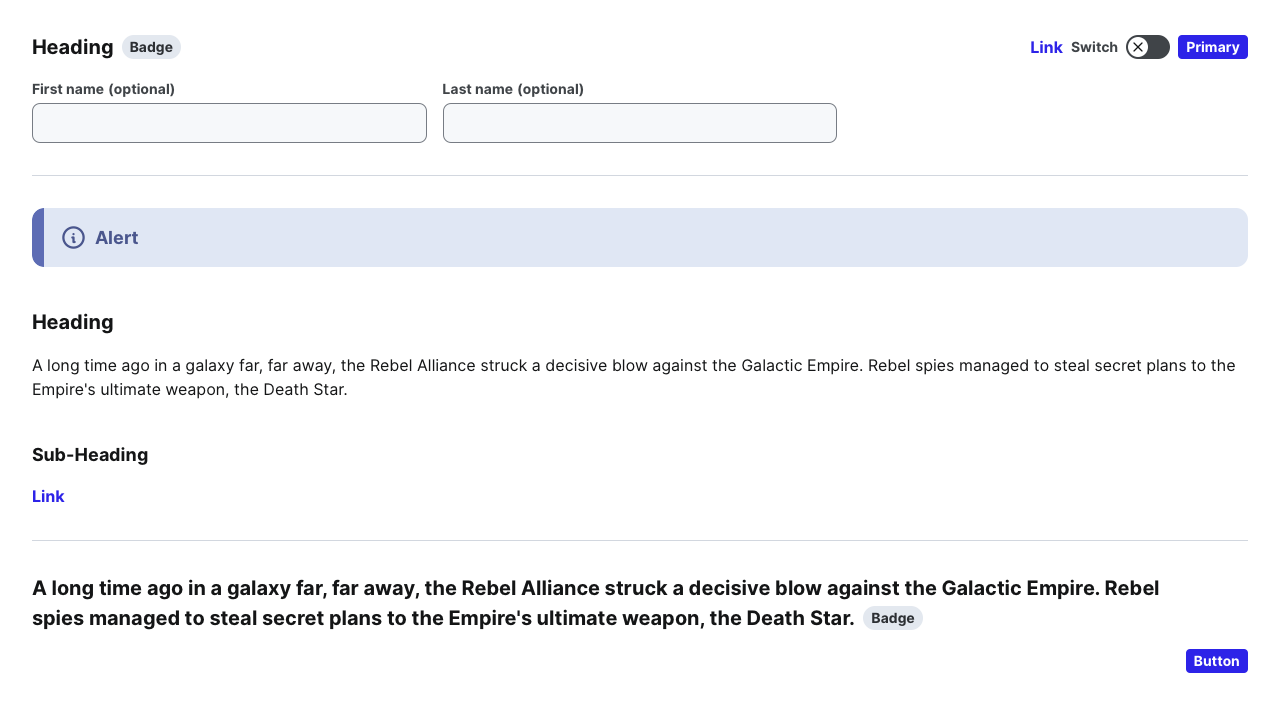 Heading Badge Link Switch Primary
First name (optional) Last name (optional)
Alert
Heading
A long time ago in a galaxy far, far away, the Rebel Alliance struck a decisive blow against the Galactic Empire. Rebel spies managed to steal secret plans to the
Empire's ultimate weapon, the Death Star.
Sub-Heading
Link
A long time ago in a galaxy far, far away, the Rebel Alliance struck a decisive blow against the Galactic Empire. Rebel
spies managed to steal secret plans to the Empire's ultimate weapon, the Death Star. Badge
Button